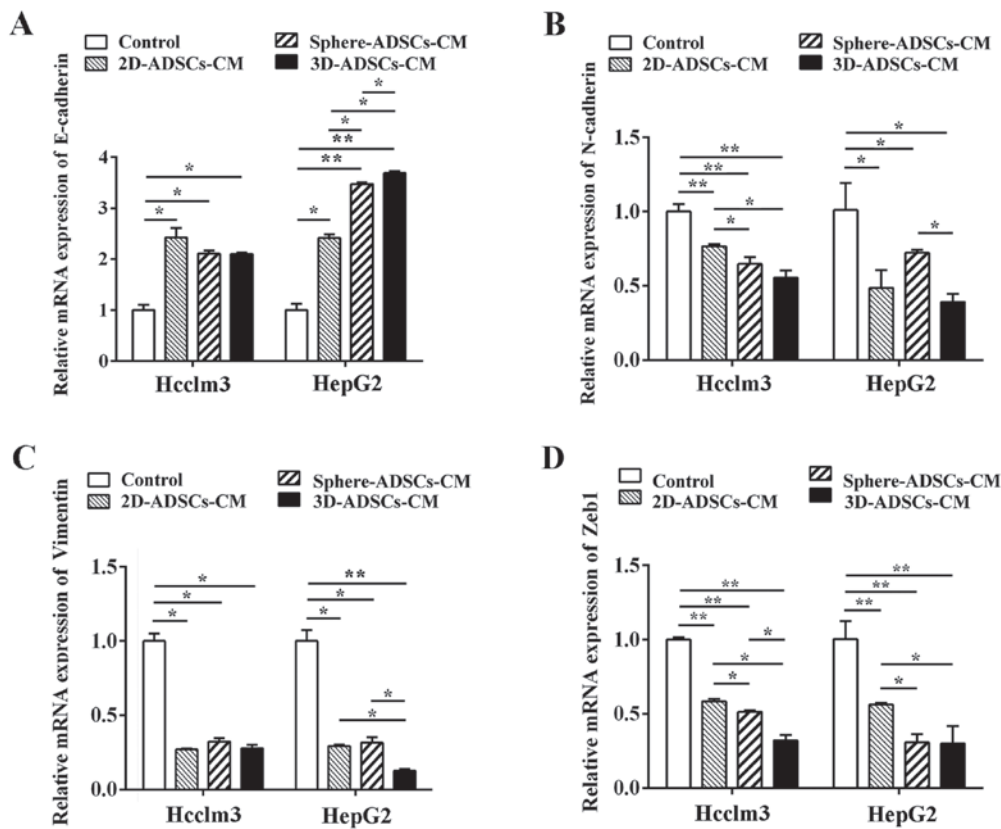 A
Control
Sphere-ADSCs-CM
2D-ADSCs-CM
3D-ADSCs-CM
Relative mRNA expression of E-cadherin
4
3
2
1
0
*
*
*
*
*
*
**
**
*
Hcclm3
HepG2
B
Control
Sphere-ADSCs-CM
2D-ADSCs-CM
3D-ADSCs-CM
Relative mRNA expression of N-cadherin
1.5
1.0
0.5
0.0
**
**
**
*
*
*
*
*
*
Hcclm3
HepG2
C
Control
Sphere-ADSCs-CM
2D-ADSCs-CM
3D-ADSCs-CM
Relative mRNA expression of Vimentin
1.5
1.0
0.5
0.0
*
*
*
**
*
*
*
*
Hcclm3
HepG2
D
Control
Sphere-ADSCs-CM
2D-ADSCs-CM
3D-ADSCs-CM
Relative mRNA expression of Zeb1
1.5
1.0
0.5
0.0
**
**
**
*
*
*
**
**
**
*
*
Hcclm3
HepG2